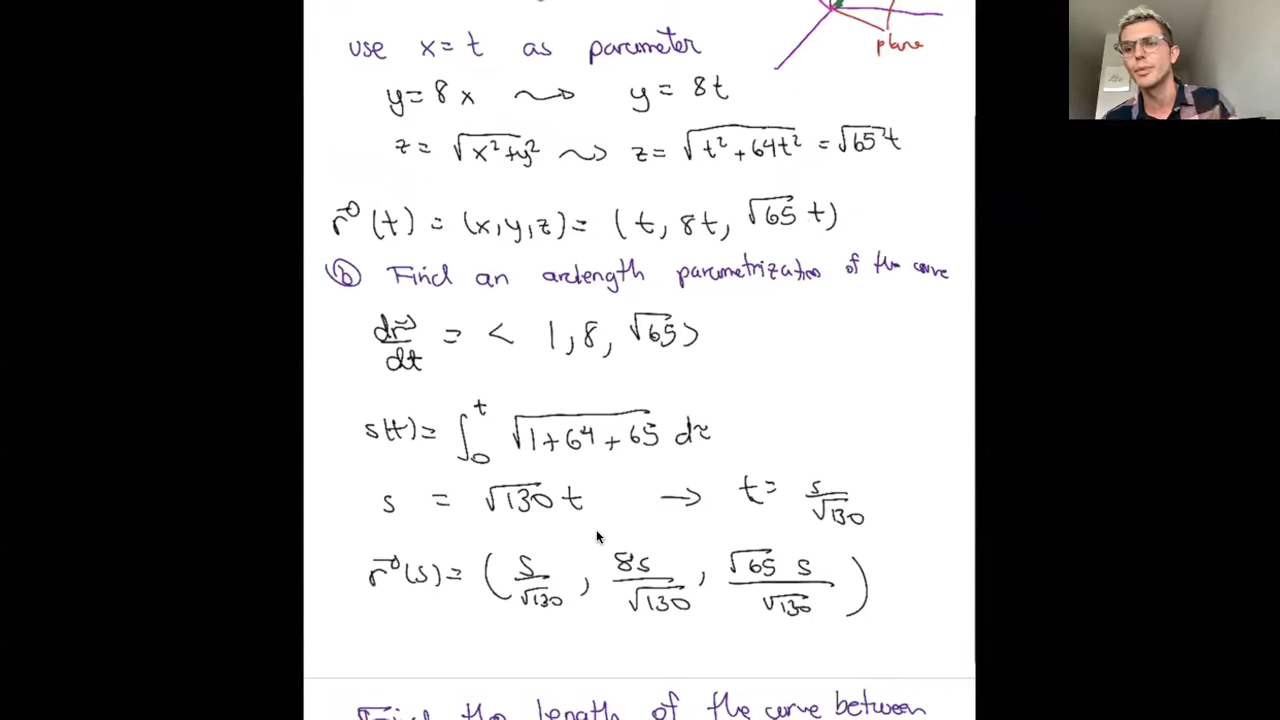 plane
use x = t as parameter
y = 8x ⇝ y = 8t
z = √(x² + y²) ⇝ z = √(t² + 64t²) = √65 t
r⃗(t) = (x, y, z) = (t, 8t, √65 t)
ⓑ Find an arclength parametrization of the curve
dr⃗/dt = < 1, 8, √65 >
s(t) = ∫₀ᵗ √(1 + 64 + 65) dτ
s = √130 t → t = s/√130
r⃗(s) = (s/√130, 8s/√130, √65 s/√130)
Find the length of the curve between